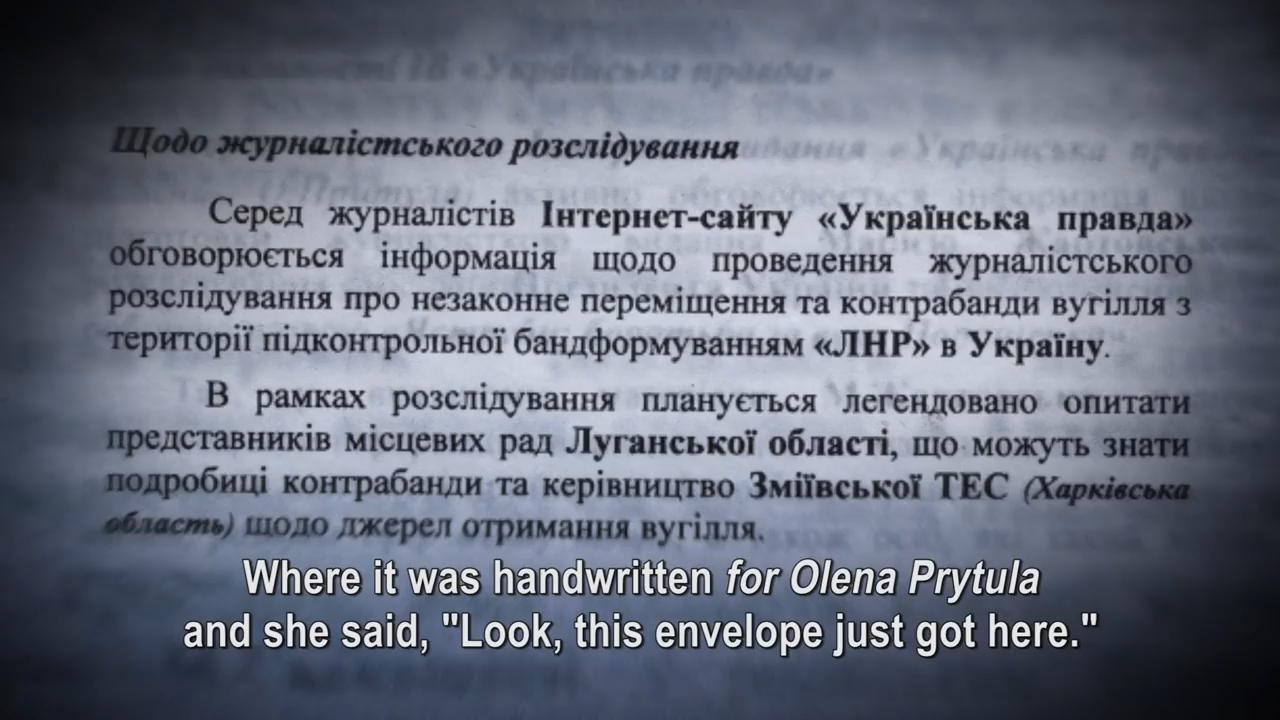 «Українська правда»
Щодо журналістського розслідування
Серед журналістів Інтернет-сайту «Українська правда»
обговорюється інформація щодо проведення журналістського
розслідування про незаконне переміщення та контрабанди вугілля з
території підконтрольної бандформуванням «ЛНР» в Україну.
В рамках розслідування планується легендовано опитати
представників місцевих рад Луганської області, що можуть знати
подробиці контрабанди та керівництво Зміївської ТЕС (Харківська
область) щодо джерел отримання вугілля.
Where it was handwritten for Olena Prytula
and she said, "Look, this envelope just got here."